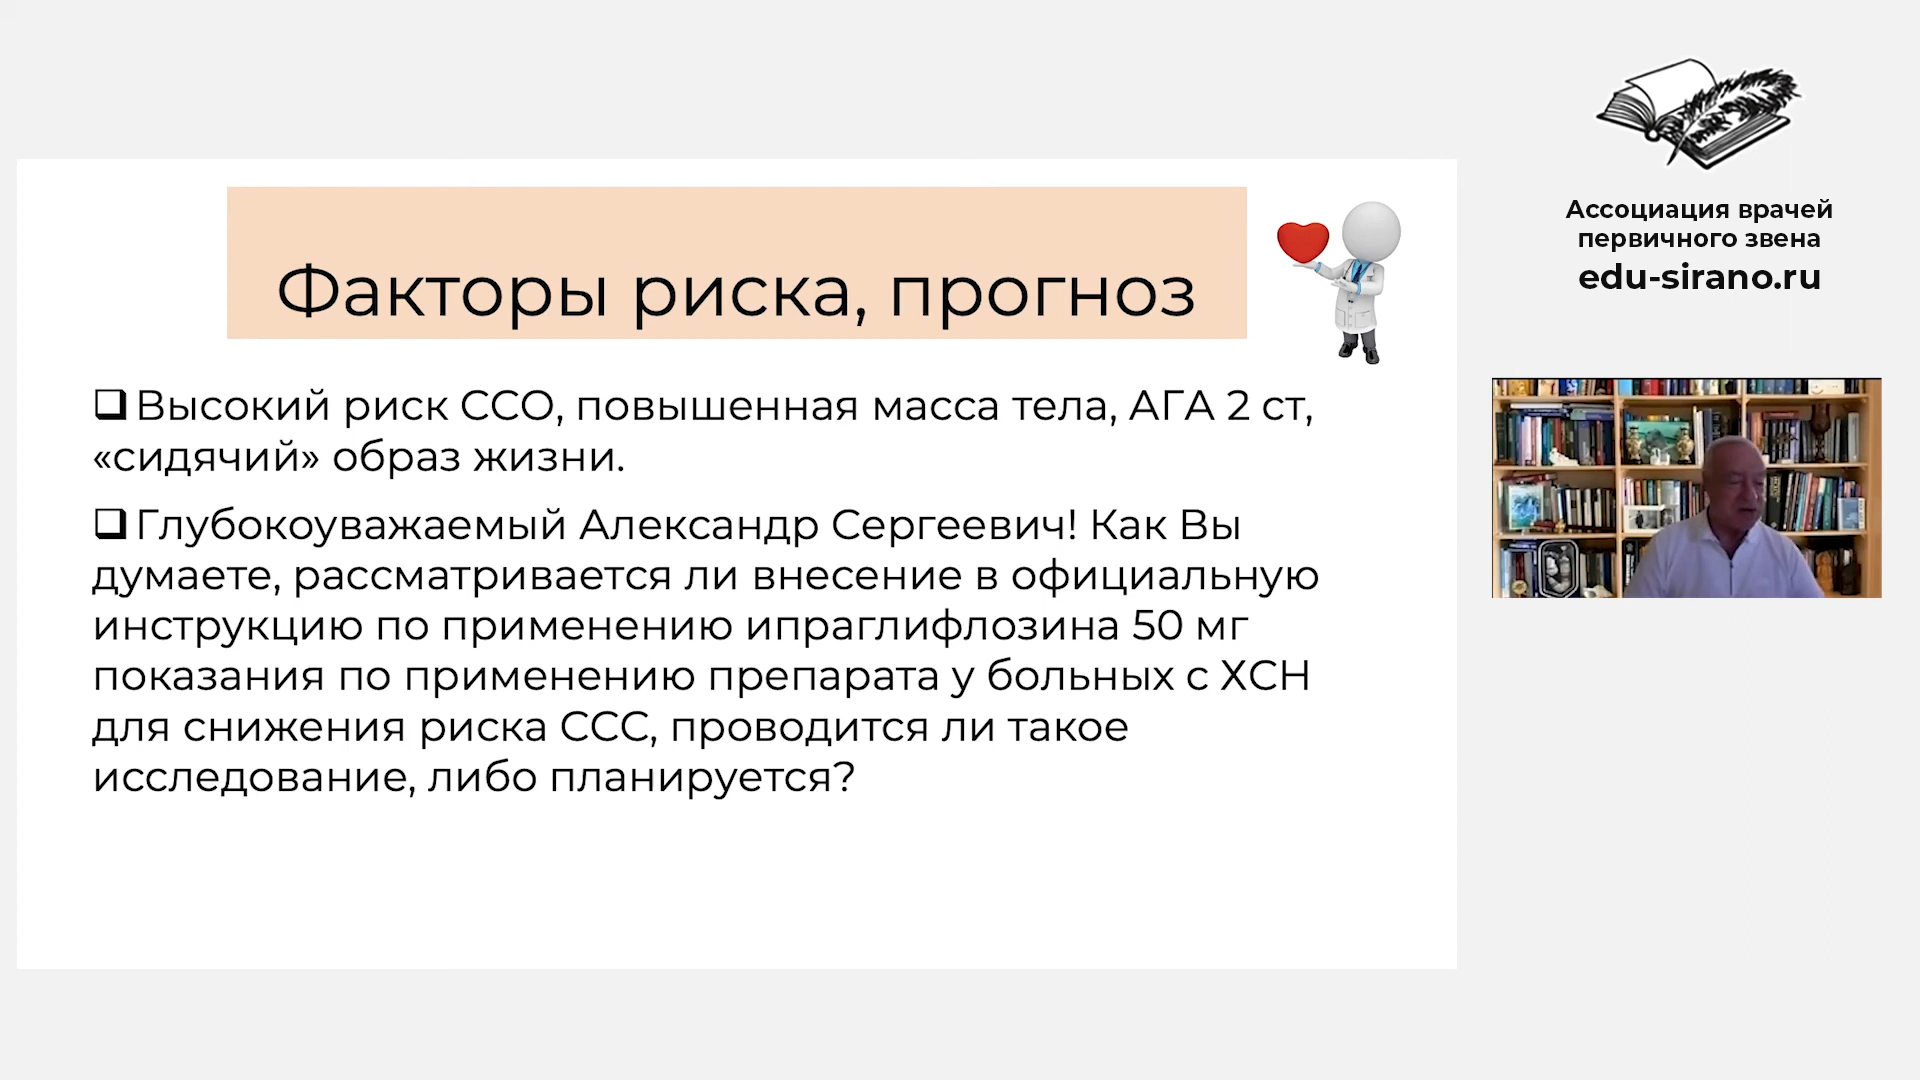 Факторы риска, прогноз
Высокий риск ССО, повышенная масса тела, АГА 2 ст,
«сидячий» образ жизни.
Глубокоуважаемый Александр Сергеевич! Как Вы
думаете, рассматривается ли внесение в официальную
инструкцию по применению ипраглифлозина 50 мг
показания по применению препарата у больных с ХСН
для снижения риска ССС, проводится ли такое
исследование, либо планируется?
Ассоциация врачей
первичного звена
edu-sirano.ru